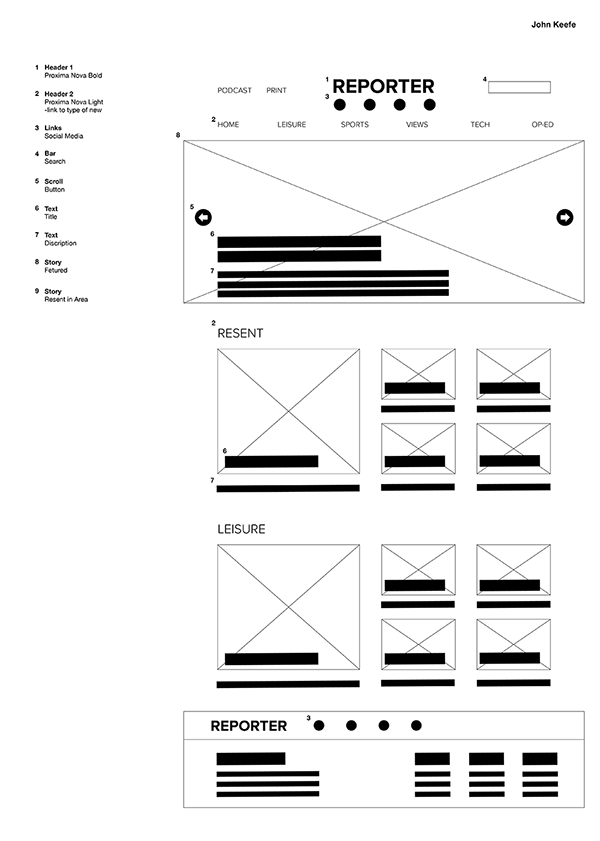 John Keefe
1 Header 1
Proxima Nova Bold
2 Header 2
Proxima Nova Light
-link to type of new
3 Links
Social Media
4 Bar
Search
5 Scroll
Button
6 Text
Title
7 Text
Discription
8 Story
Fetured
9 Story
Resent in Area
PODCAST PRINT 1 REPORTER 4
3
2 HOME LEISURE SPORTS VIEWS TECH OP-ED
8
5
6
7
2
RESENT
6
7
LEISURE
REPORTER 3